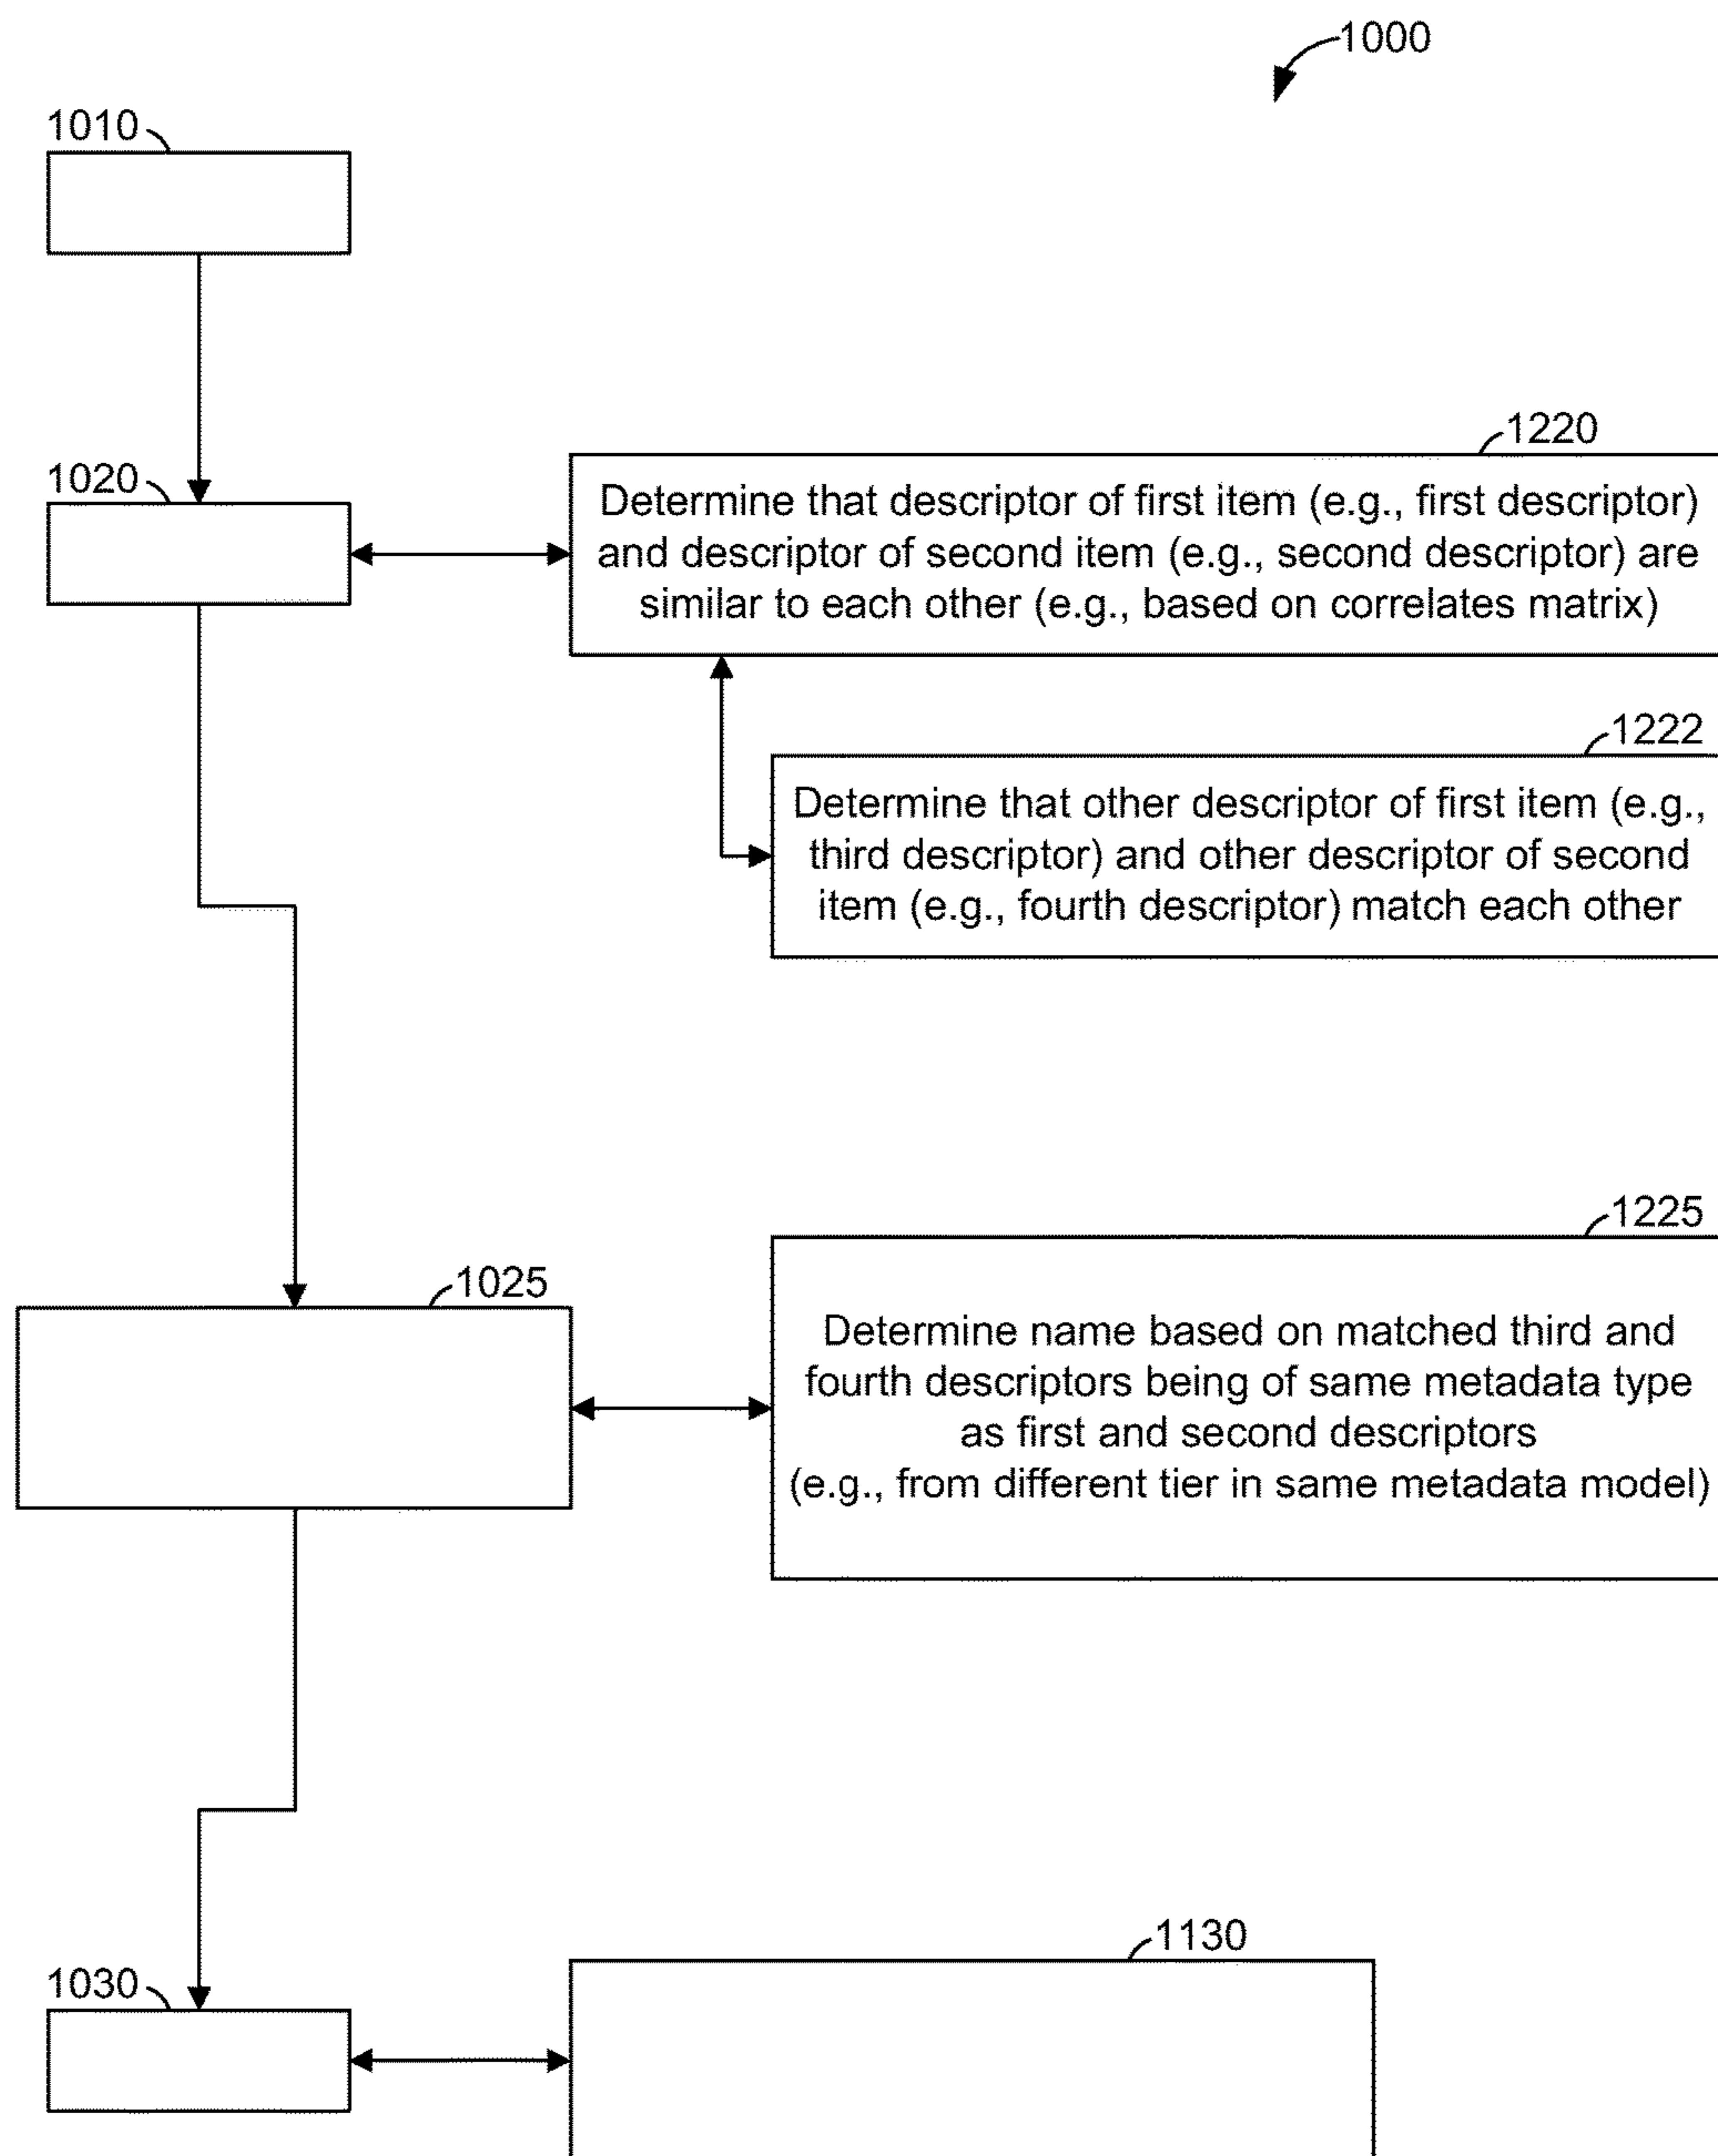 1000
1010
1020
1220
Determine that descriptor of first item (e.g., first descriptor)
and descriptor of second item (e.g., second descriptor) are
similar to each other (e.g., based on correlates matrix)
1222
Determine that other descriptor of first item (e.g.,
third descriptor) and other descriptor of second
item (e.g., fourth descriptor) match each other
1225
1025
Determine name based on matched third and
fourth descriptors being of same metadata type
as first and second descriptors
(e.g., from different tier in same metadata model)
1130
1030